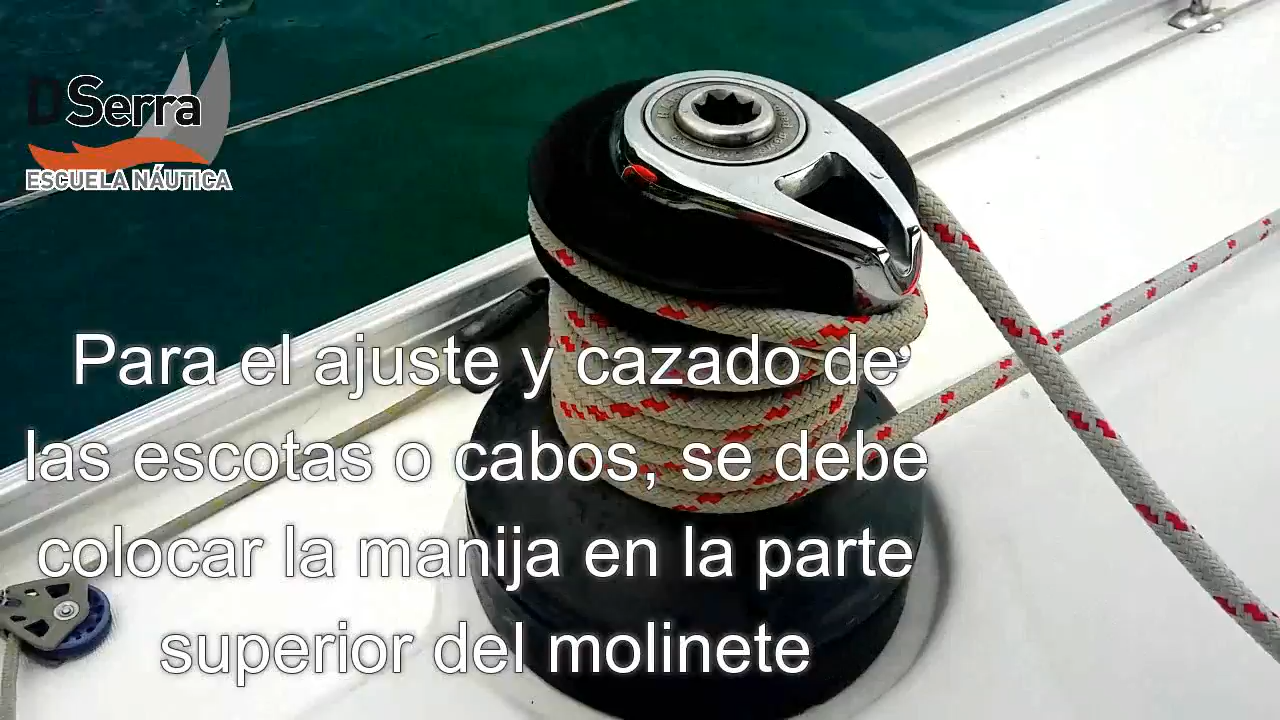 DSerra
ESCUELA NÁUTICA
Para el ajuste y cazado de
las escotas o cabos, se debe
colocar la manija en la parte
superior del molinete